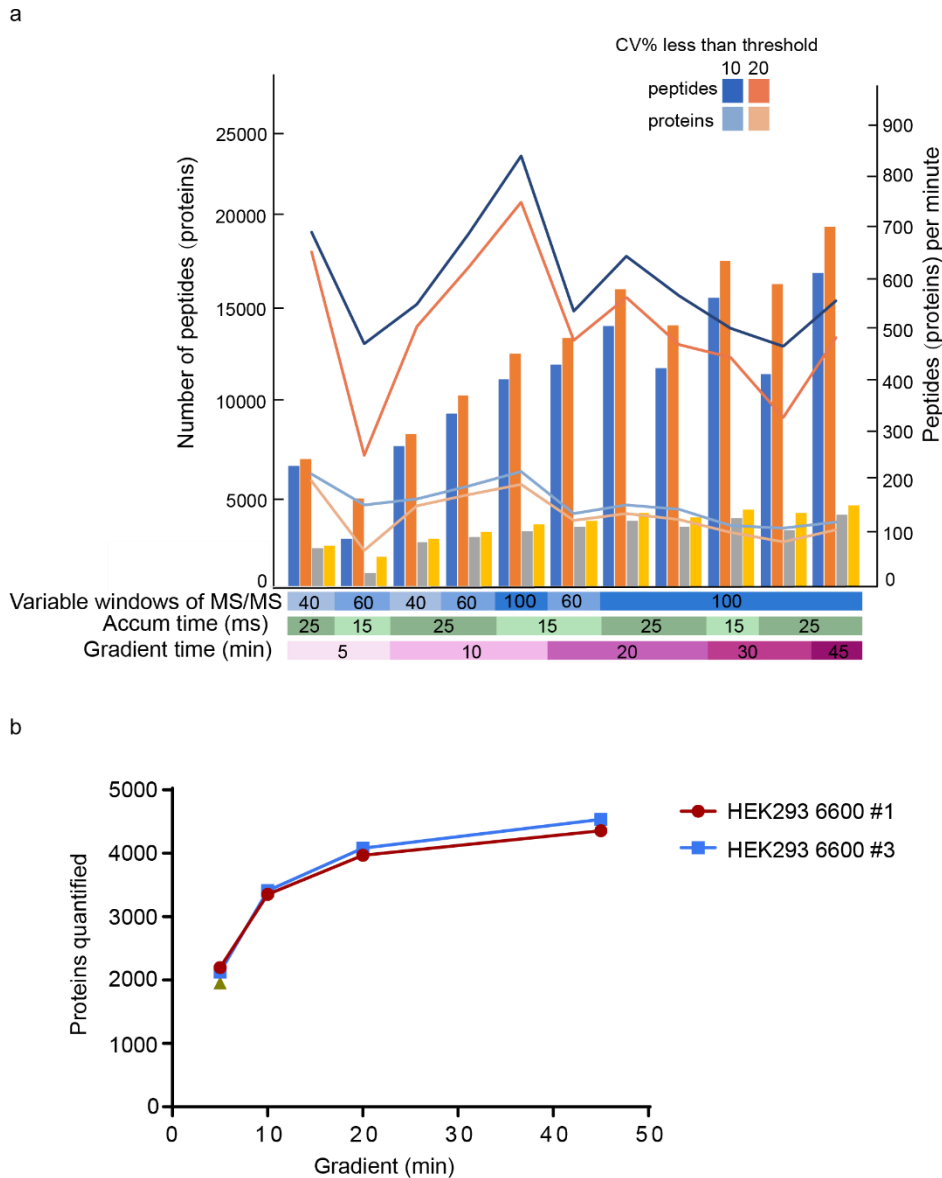 a
CV% less than threshold
10 20
peptides
proteins
Number of peptides (proteins)
25000
20000
15000
10000
5000
0
Peptides (proteins) per minute
900
800
700
600
500
400
300
200
100
0
Variable windows of MS/MS 40 60 40 60 100 60 100
Accum time (ms) 25 15 25 15 25 15 25
Gradient time (min) 5 10 20 30 45
b
Proteins quantified
5000
4000
3000
2000
1000
0
0 10 20 30 40 50
Gradient (min)
HEK293 6600 #1
HEK293 6600 #3